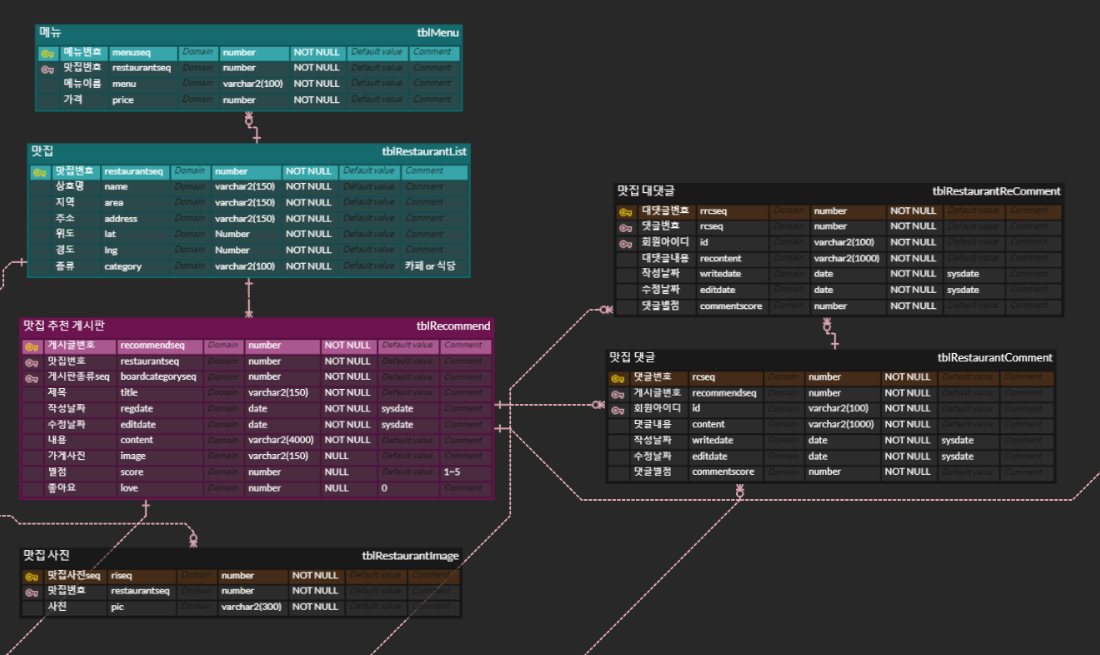 메뉴 tblMenu
메뉴번호 menuseq Domain number NOT NULL Default value Comment
맛집번호 restaurantseq Domain number NOT NULL Default value Comment
메뉴이름 menu Domain varchar2(100) NOT NULL Default value Comment
가격 price Domain number NOT NULL Default value Comment
맛집 tblRestaurantList
맛집번호 restaurantseq Domain number NOT NULL Default value Comment
상호명 name Domain varchar2(150) NOT NULL Default value Comment
지역 area Domain varchar2(150) NOT NULL Default value Comment
주소 address Domain varchar2(150) NOT NULL Default value Comment
위도 lat Domain Number NOT NULL Default value Comment
경도 lng Domain Number NOT NULL Default value Comment
종류 category Domain varchar2(100) NOT NULL Default value 카페 or 식당
맛집 추천 게시판 tblRecommend
게시글번호 recommendseq Domain number NOT NULL Default value Comment
맛집번호 restaurantseq Domain number NOT NULL Default value Comment
게시판종류seq boardcategoryseq Domain number NOT NULL Default value Comment
제목 title Domain varchar2(150) NOT NULL Default value Comment
작성날짜 regdate Domain date NOT NULL sysdate Comment
수정날짜 editdate Domain date NOT NULL sysdate Comment
내용 content Domain varchar2(4000) NOT NULL Default value Comment
가게사진 image Domain varchar2(150) NULL Default value Comment
별점 score Domain number NOT NULL Default value 1~5
좋아요 love Domain number NULL 0 Comment
맛집 사진 tblRestaurantImage
맛집사진seq riseq Domain number NOT NULL Default value Comment
맛집번호 restaurantseq Domain number NOT NULL Default value Comment
사진 pic Domain varchar2(300) NOT NULL Default value Comment
맛집 대댓글 tblRestaurantReComment
대댓글번호 rrcseq Domain number NOT NULL Default value Comment
댓글번호 rcseq Domain number NOT NULL Default value Comment
회원아이디 id Domain varchar2(100) NOT NULL Default value Comment
대댓글내용 recontent Domain varchar2(1000) NOT NULL Default value Comment
작성날짜 writedate Domain date NOT NULL sysdate Comment
수정날짜 editdate Domain date NOT NULL sysdate Comment
댓글별점 commentscore Domain number NOT NULL Default value Comment
맛집 댓글 tblRestaurantComment
댓글번호 rcseq Domain number NOT NULL Default value Comment
게시글번호 recommendseq Domain number NOT NULL Default value Comment
회원아이디 id Domain varchar2(100) NOT NULL Default value Comment
댓글내용 content Domain varchar2(1000) NOT NULL Default value Comment
작성날짜 writedate Domain date NOT NULL sysdate Comment
수정날짜 editdate Domain date NOT NULL sysdate Comment
댓글별점 commentscore Domain number NOT NULL Default value Comment